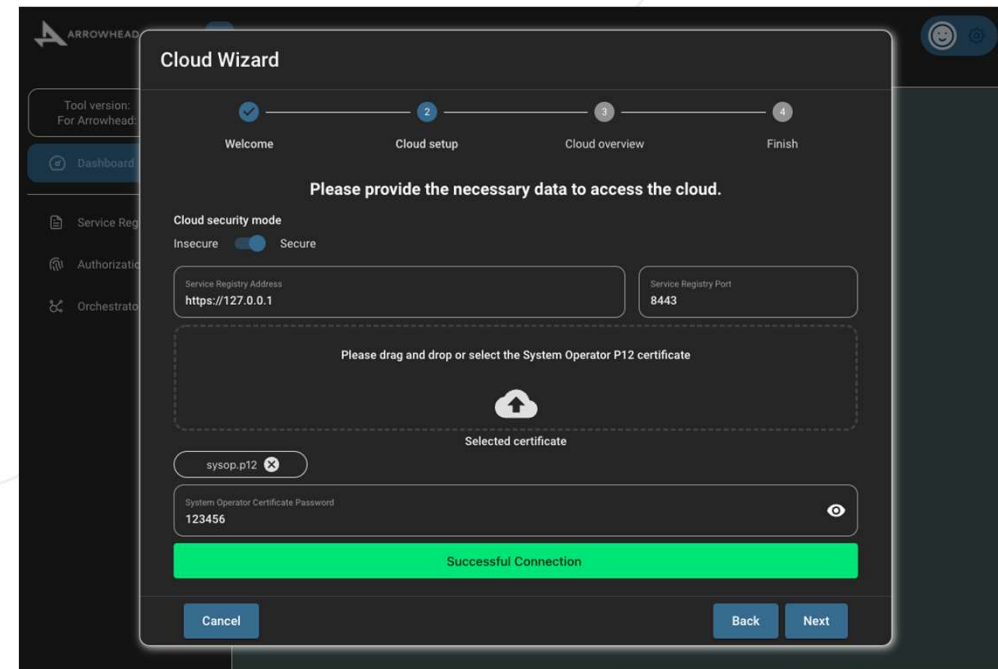 ARROWHEAD
Cloud Wizard
Tool version:
For Arrowhead:
2
3
4
Welcome
Cloud setup
Cloud overview
Finish
Dashboard
Please provide the necessary data to access the cloud.
Service Reg
Cloud security mode
Insecure
Secure
Authorizatio
Service Registry Address
https://127.0.0.1
Service Registry Port
8443
Orchestrato
Please drag and drop or select the System Operator P12 certificate
Selected certificate
sysop.p12
System Operator Certificate Password
123456
Successful Connection
Cancel
Back
Next